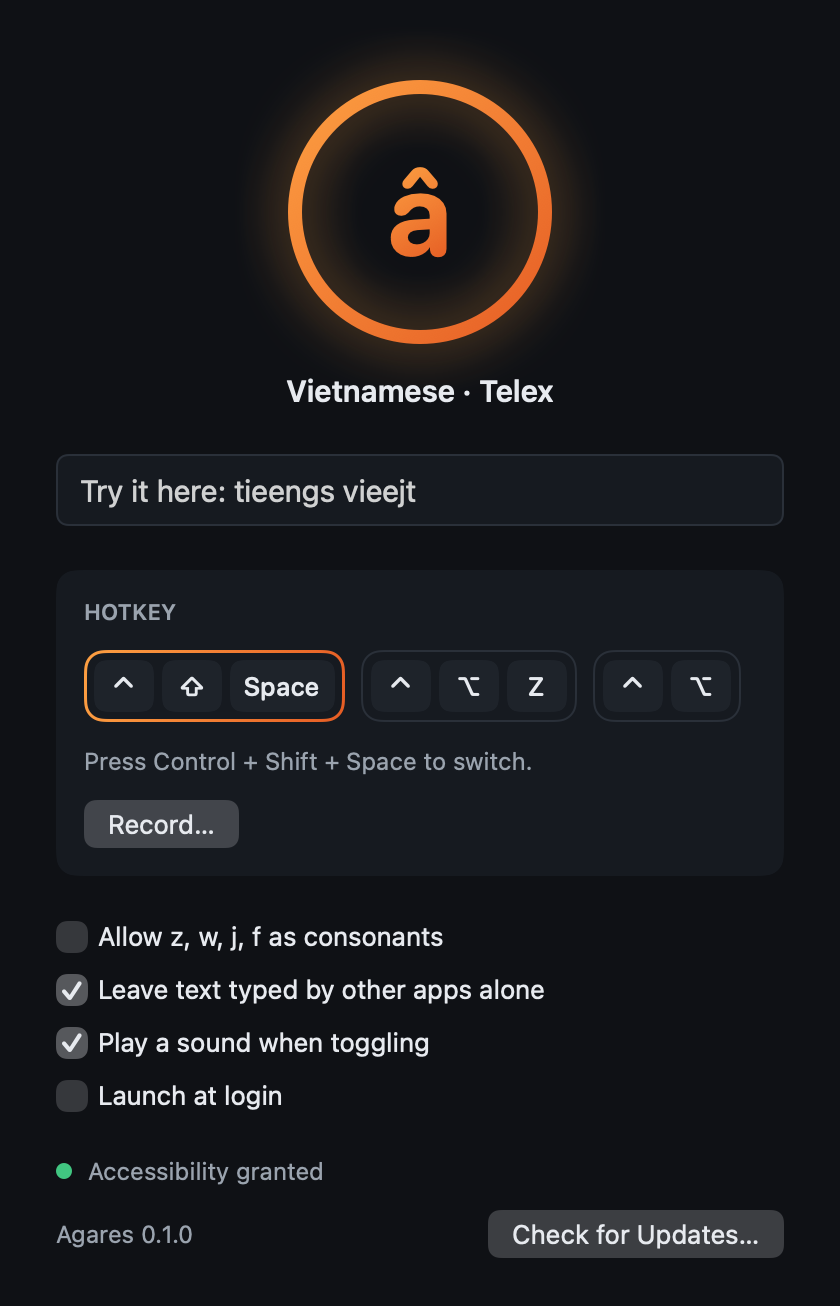 â
Vietnamese · Telex
Try it here: tieengs vieejt
HOTKEY
⌃ ⇧ Space ⌃ ⌥ Z ⌃ ⌥
Press Control + Shift + Space to switch.
Record...
Allow z, w, j, f as consonants
Leave text typed by other apps alone
Play a sound when toggling
Launch at login
Accessibility granted
Agares 0.1.0
Check for Updates...